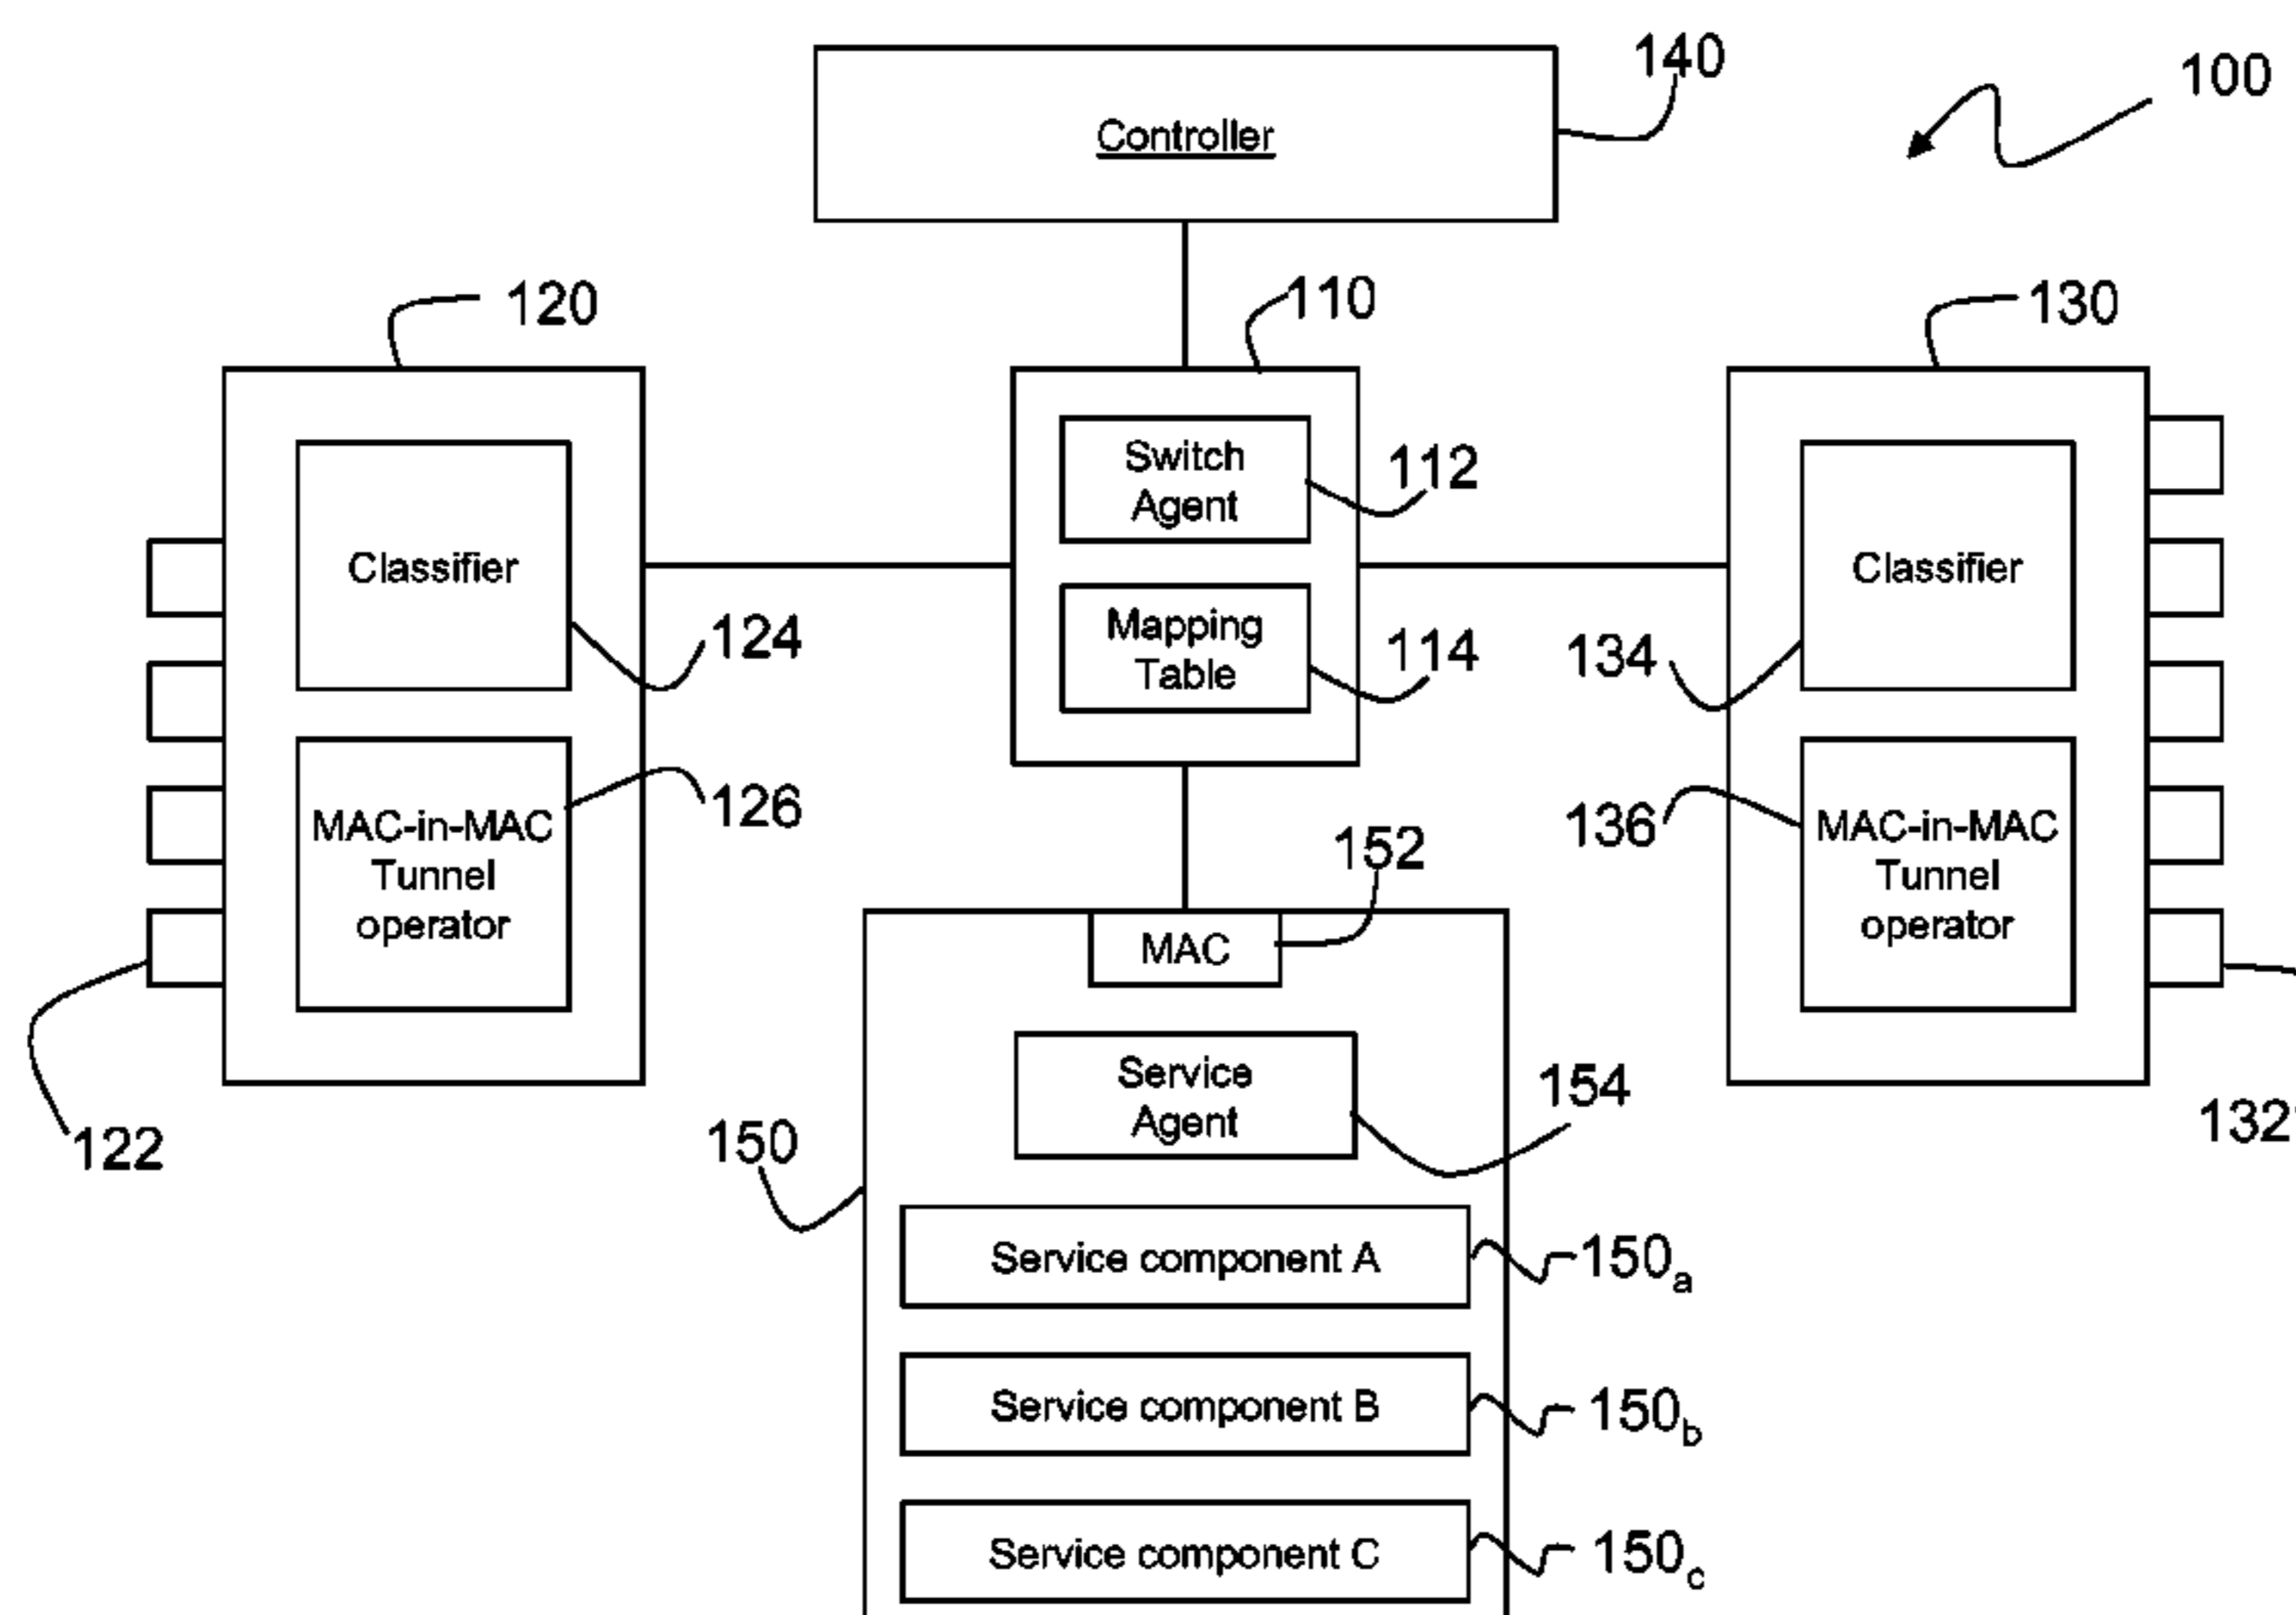 140
100
Controller
120
110
130
Switch
Agent
112
Classifier
124
Mapping
Table
114
134
Classifier
MAC-in-MAC
Tunnel
operator
126
152
136
MAC-in-MAC
Tunnel
operator
MAC
122
150
Service
Agent
154
132
Service component A
150a
Service component B
150b
Service component C
150c